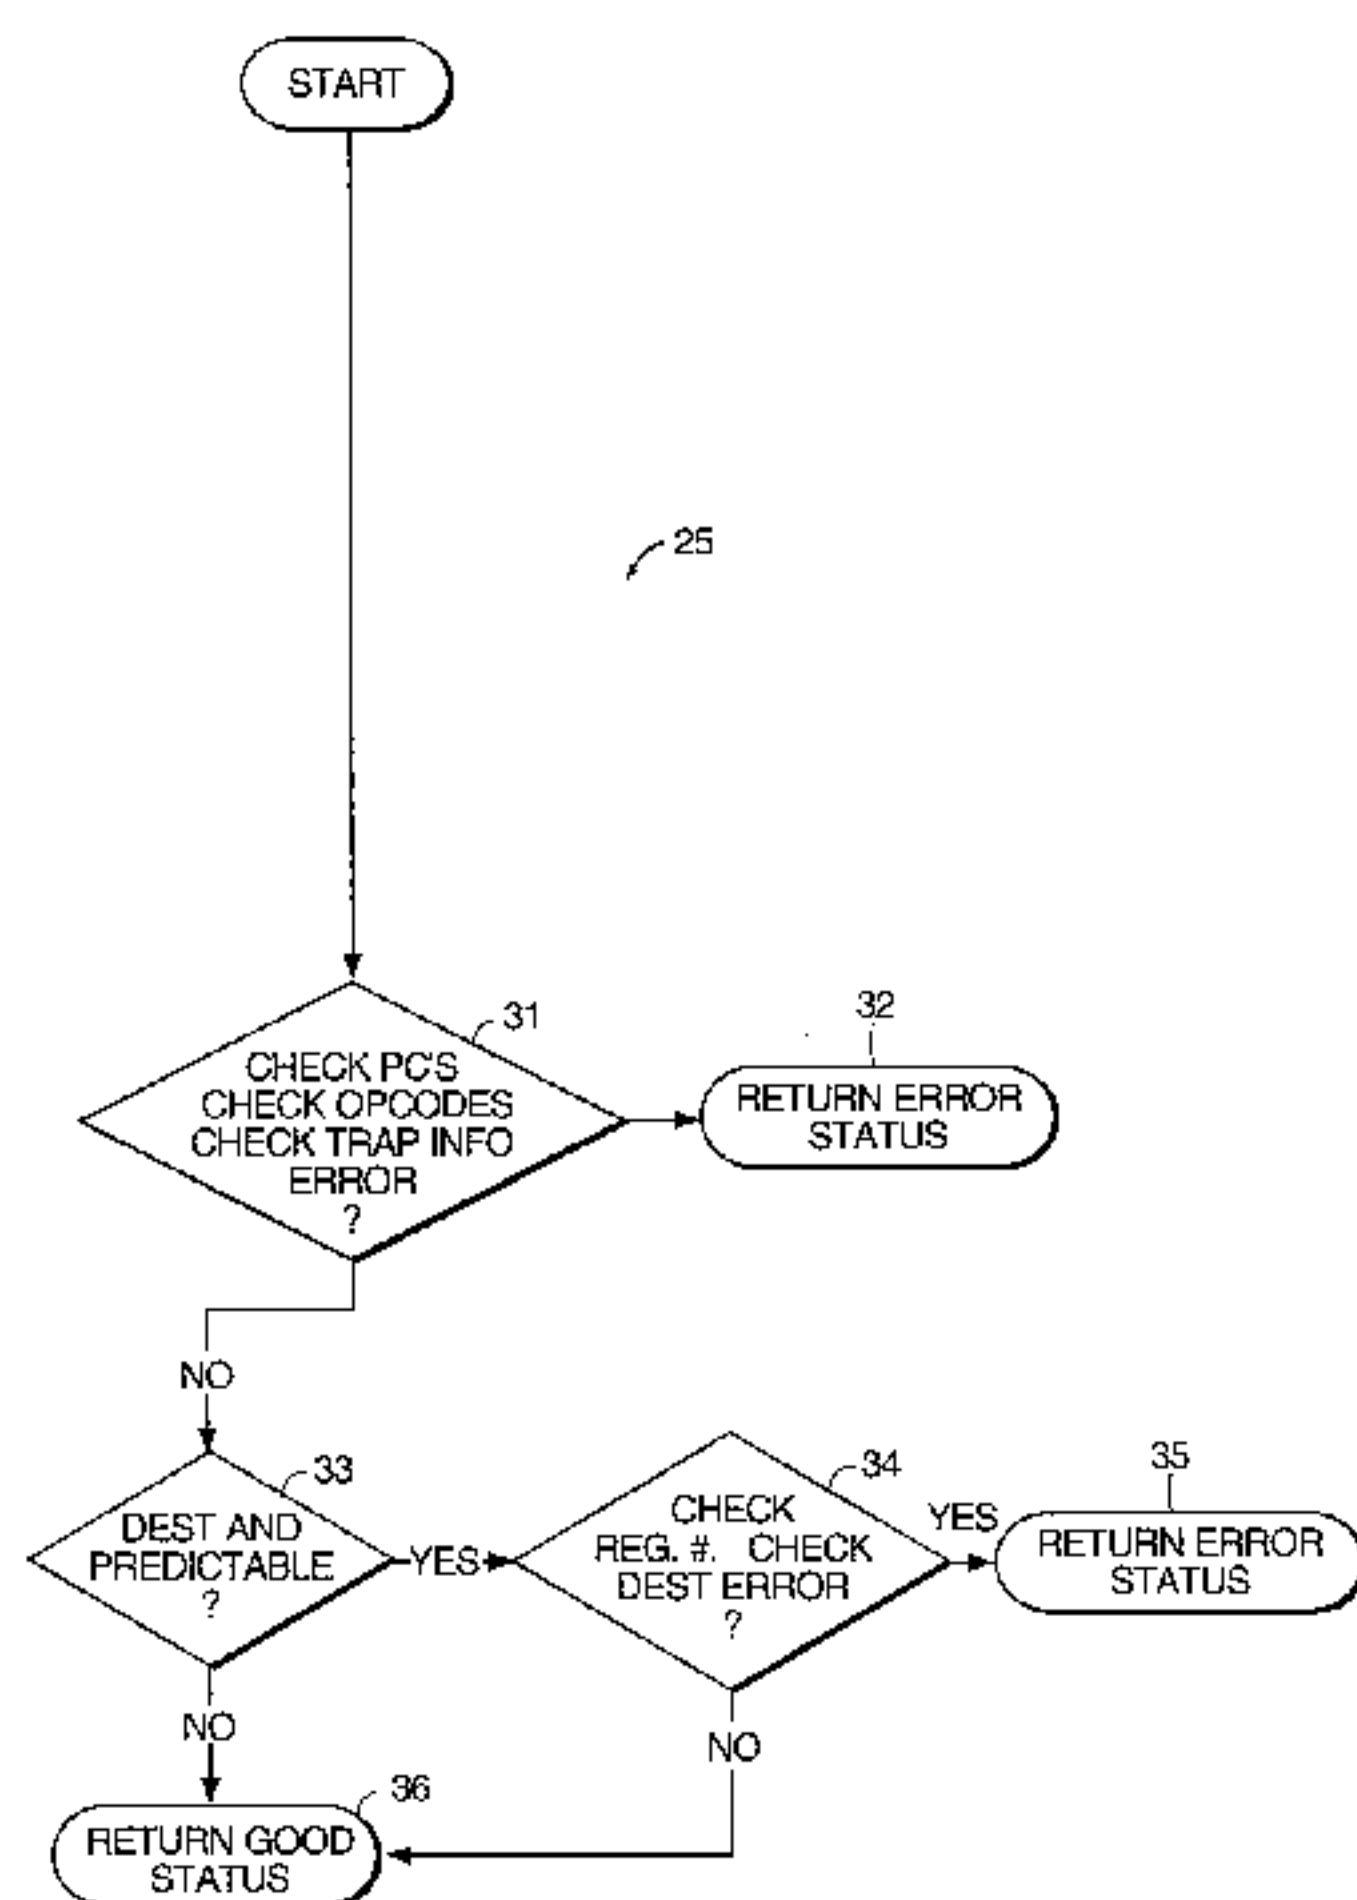 START
25
31
CHECK PC'S
CHECK OPCODES
CHECK TRAP INFO
ERROR
?
32
RETURN ERROR
STATUS
NO
33
DEST AND
PREDICTABLE
?
YES
34
CHECK
REG. #. CHECK
DEST ERROR
?
YES
35
RETURN ERROR
STATUS
NO
NO
36
RETURN GOOD
STATUS